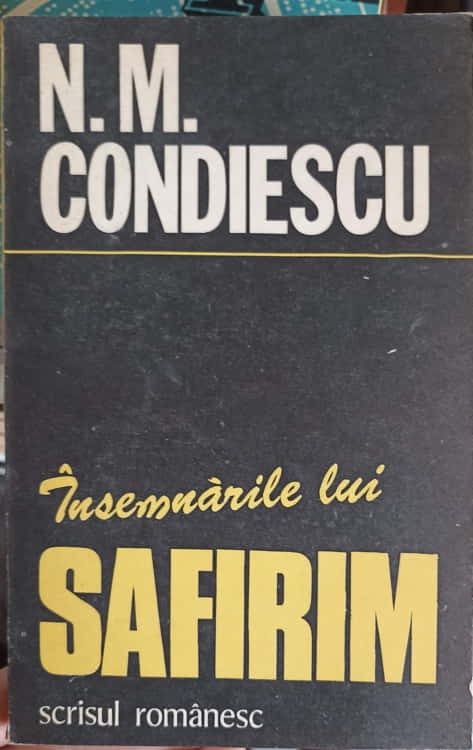 N. M.
CONDIESCU
Însemnările lui
SAFIRIM
scrisul românesc